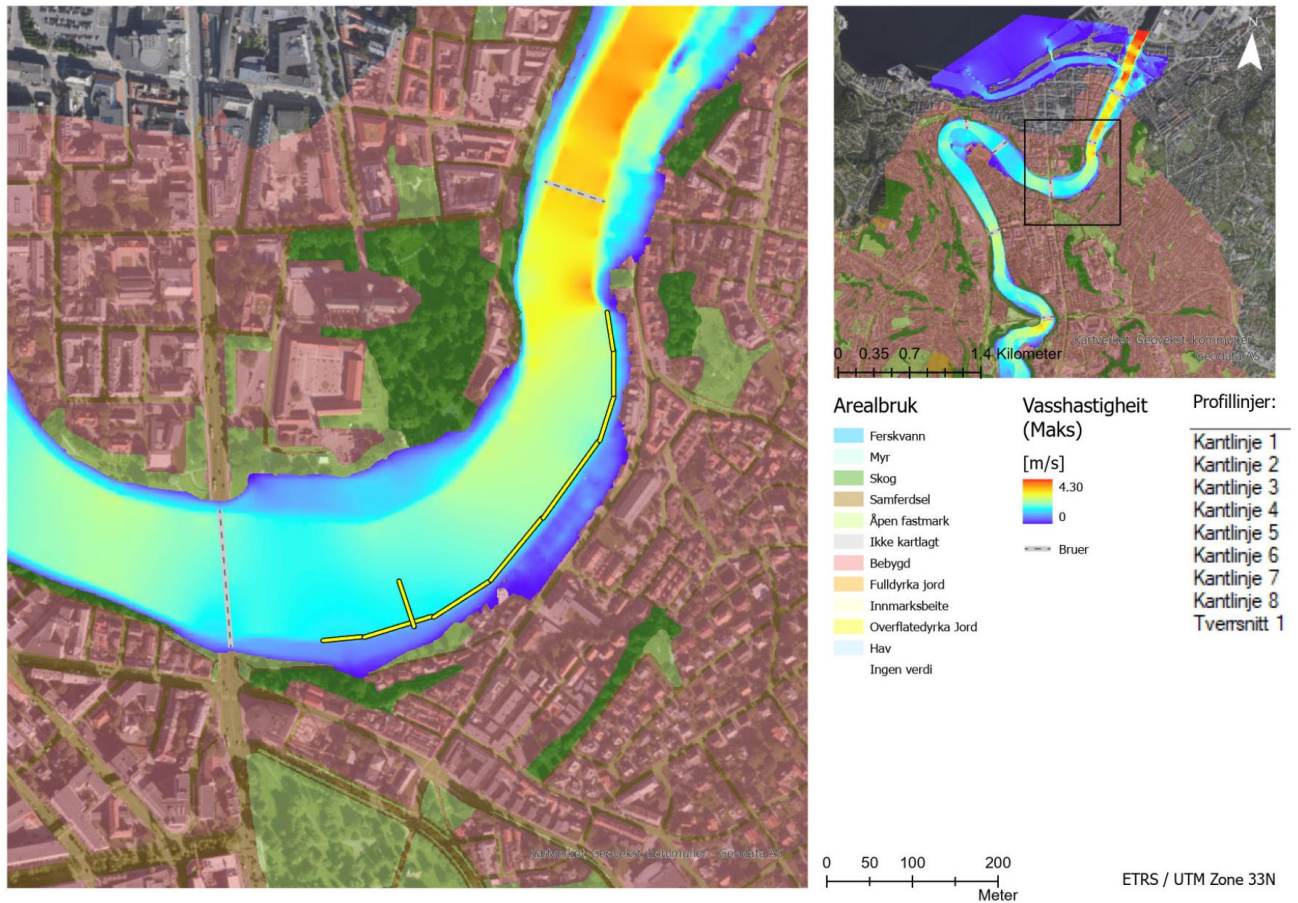 Kartverket, Geovekst, kommuner - Geodata AS
N
Kartverket, Geovekst, kommuner -
Geodata AS
0 0.35 0.7 1.4 Kilometer
Arealbruk
Ferskvann
Myr
Skog
Samferdsel
Åpen fastmark
Ikke kartlagt
Bebygd
Fulldyrka jord
Innmarksbeite
Overflatedyrka Jord
Hav
Ingen verdi
Vasshastigheit
(Maks)
[m/s]
4.30
0
Bruer
Profillinjer:
Kantlinje 1
Kantlinje 2
Kantlinje 3
Kantlinje 4
Kantlinje 5
Kantlinje 6
Kantlinje 7
Kantlinje 8
Tverrsnitt 1
0 50 100 200
Meter
ETRS / UTM Zone 33N